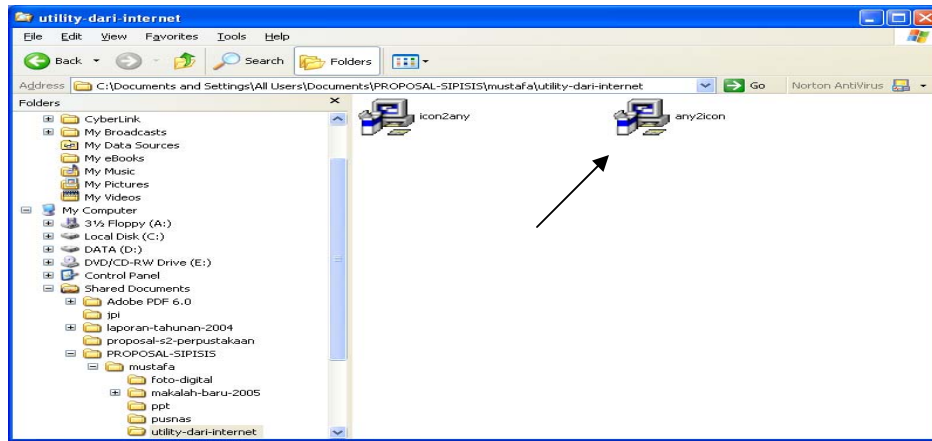 utility-dari-internet
File Edit View Favorites Tools Help
Back Search Folders
Address C:\Documents and Settings\All Users\Documents\PROPOSAL-SIPISIS\mustafa\utility-dari-internet Go Norton AntiVirus
Folders
icon2any any2icon
CyberLink
My Broadcasts
My Data Sources
My eBooks
My Music
My Pictures
My Videos
My Computer
3½ Floppy (A:)
Local Disk (C:)
DATA (D:)
DVD/CD-RW Drive (E:)
Control Panel
Shared Documents
Adobe PDF 6.0
jpi
laporan-tahunan-2004
proposal-s2-perpustakaan
PROPOSAL-SIPISIS
mustafa
foto-digital
makalah-baru-2005
ppt
pusnas
utility-dari-internet